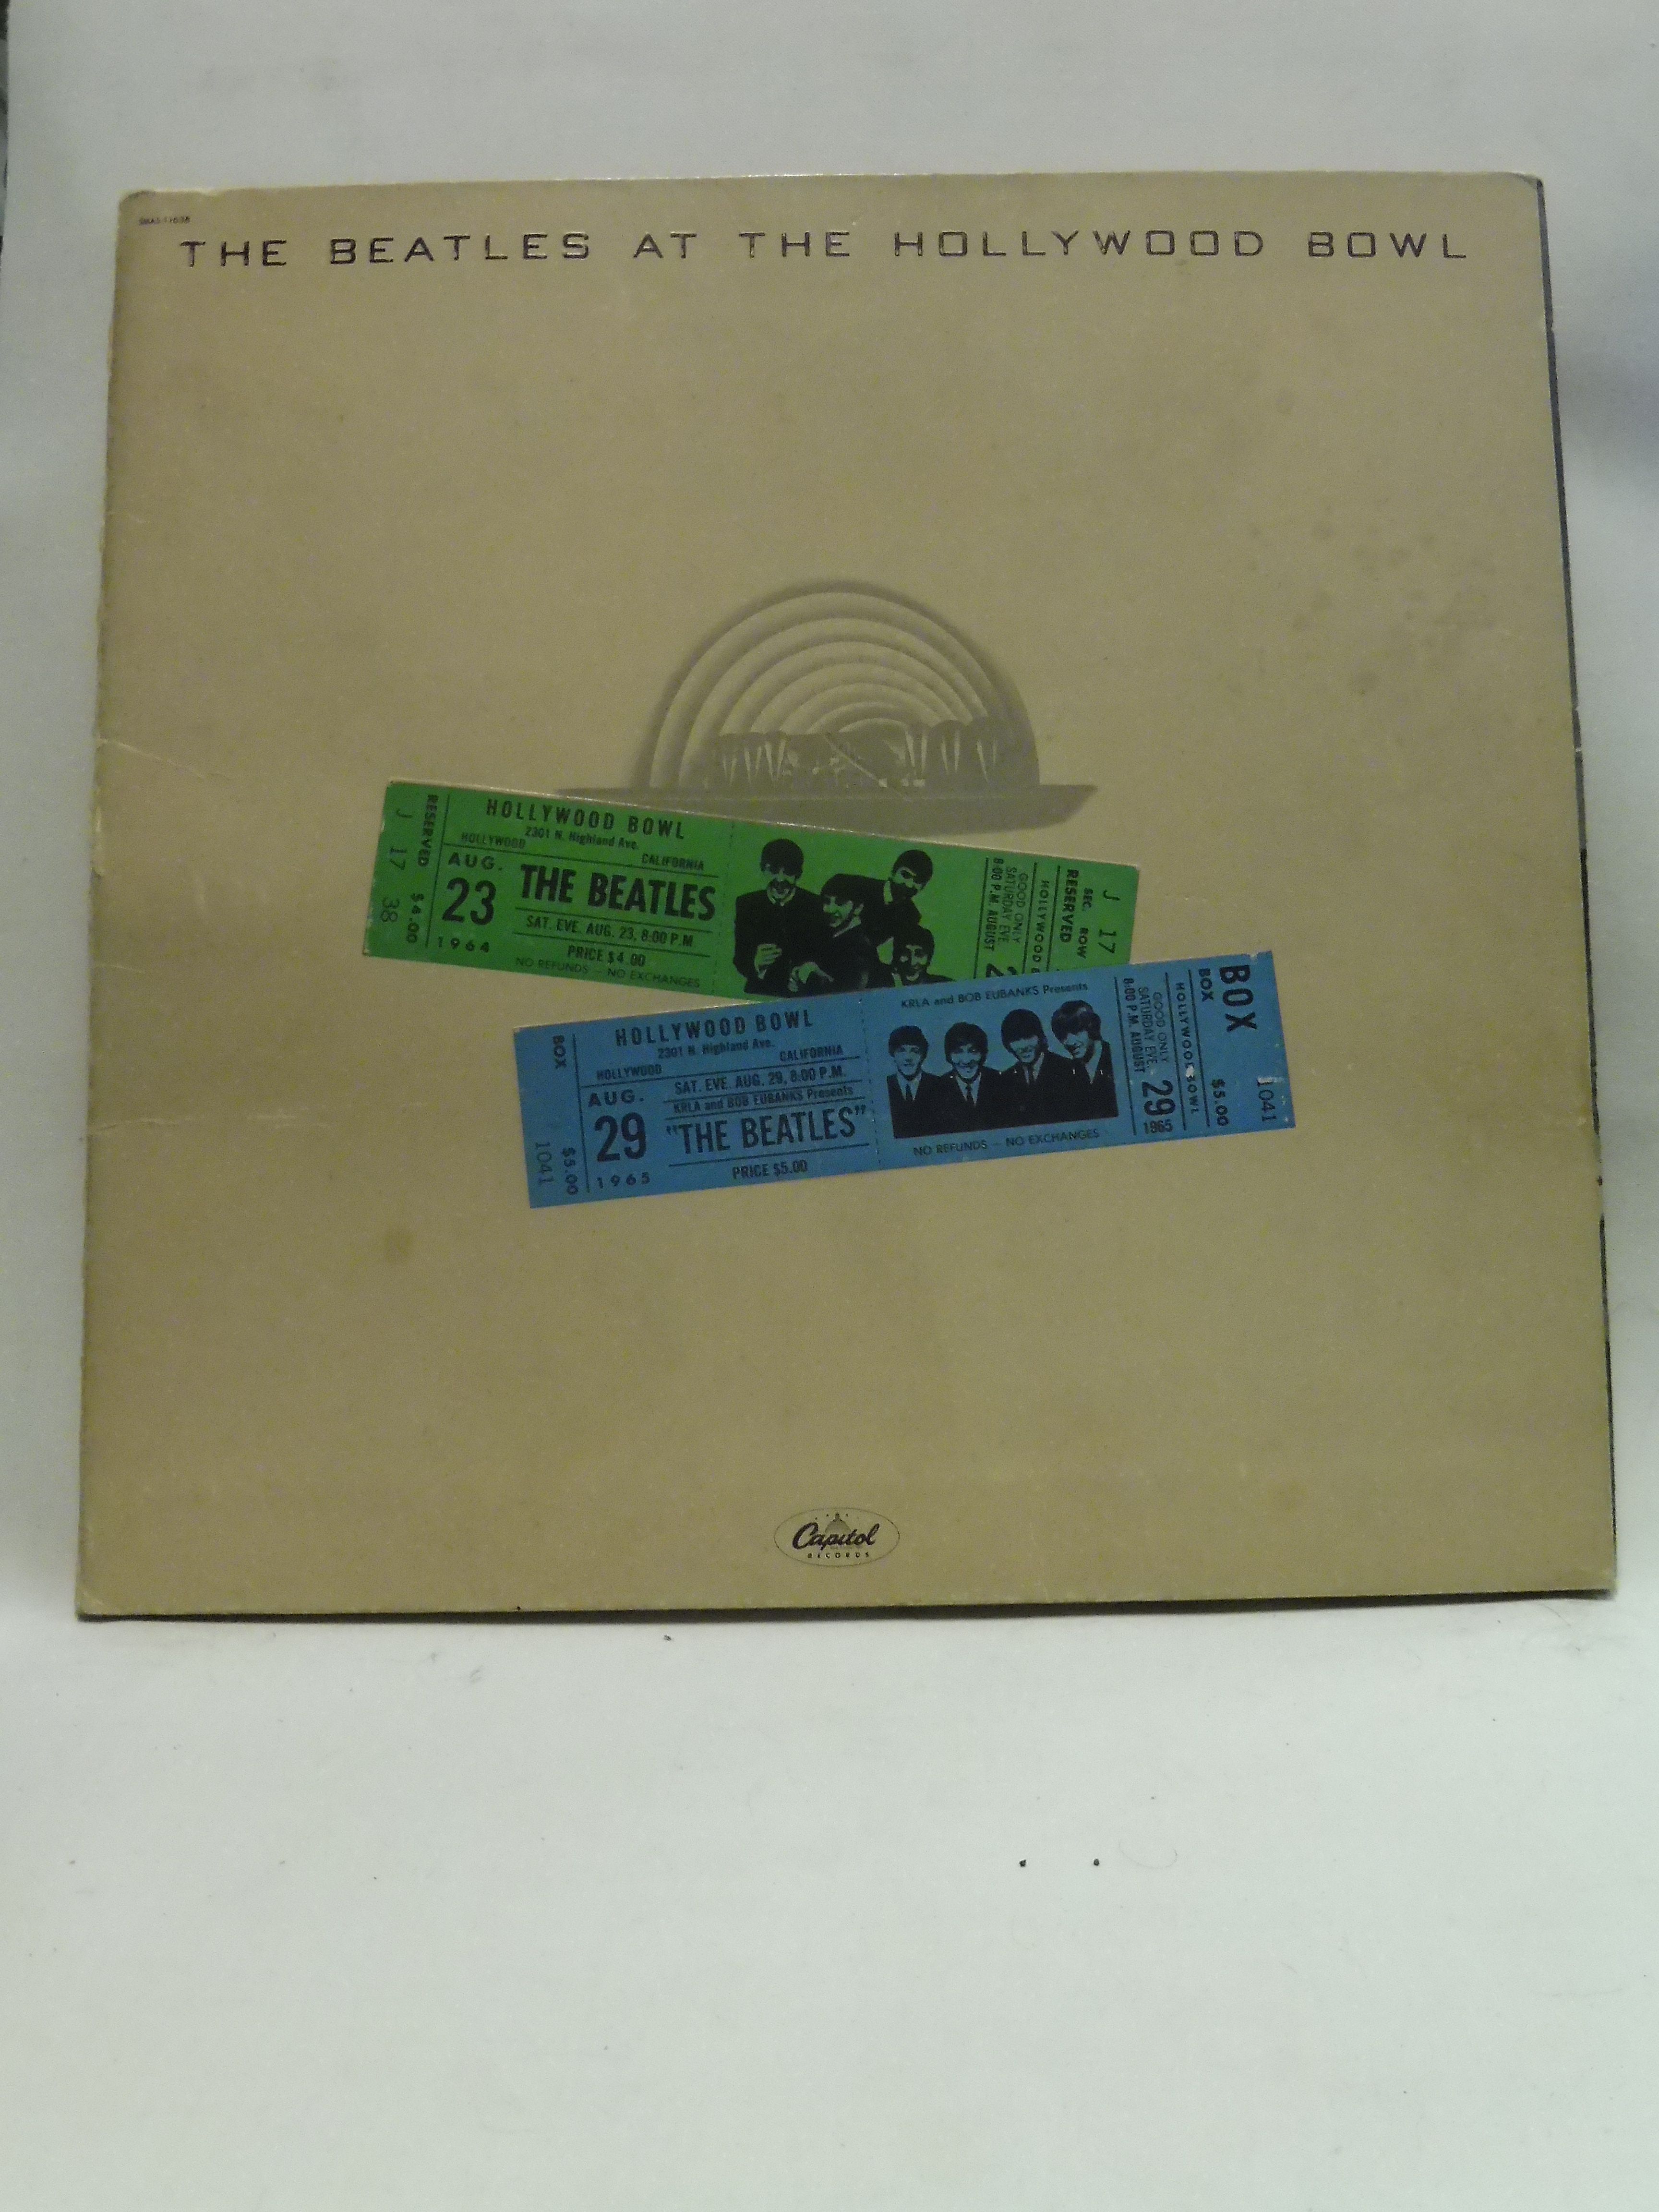 SMAS-11638
THE BEATLES AT THE HOLLYWOOD BOWL
J 17 38
RESERVED $4.00
HOLLYWOOD BOWL
2301 N. Highland Ave.
HOLLYWOOD CALIFORNIA
AUG.
23
1964
THE BEATLES
SAT. EVE. AUG. 23, 8:00 P.M.
PRICE $4.00
NO REFUNDS — NO EXCHANGES
GOOD ONLY
SATURDAY EVE.
8:00 P.M. AUGUST
2
HOLLYWOOD B
RESERVED
SEC. ROW
J 17
BOX
1041
$5.00
HOLLYWOOD BOWL
2301 N. Highland Ave.
HOLLYWOOD CALIFORNIA
AUG.
29
1965
SAT. EVE. AUG. 29, 8:00 P.M.
KRLA and BOB EUBANKS Presents
"THE BEATLES"
PRICE $5.00
KRLA and BOB EUBANKS Presents
NO REFUNDS — NO EXCHANGES
GOOD ONLY
SATURDAY EVE.
8:00 P.M. AUGUST
29
1965
HOLLYWOOD BOWL
BOX $5.00
BOX 1041
Capitol
RECORDS